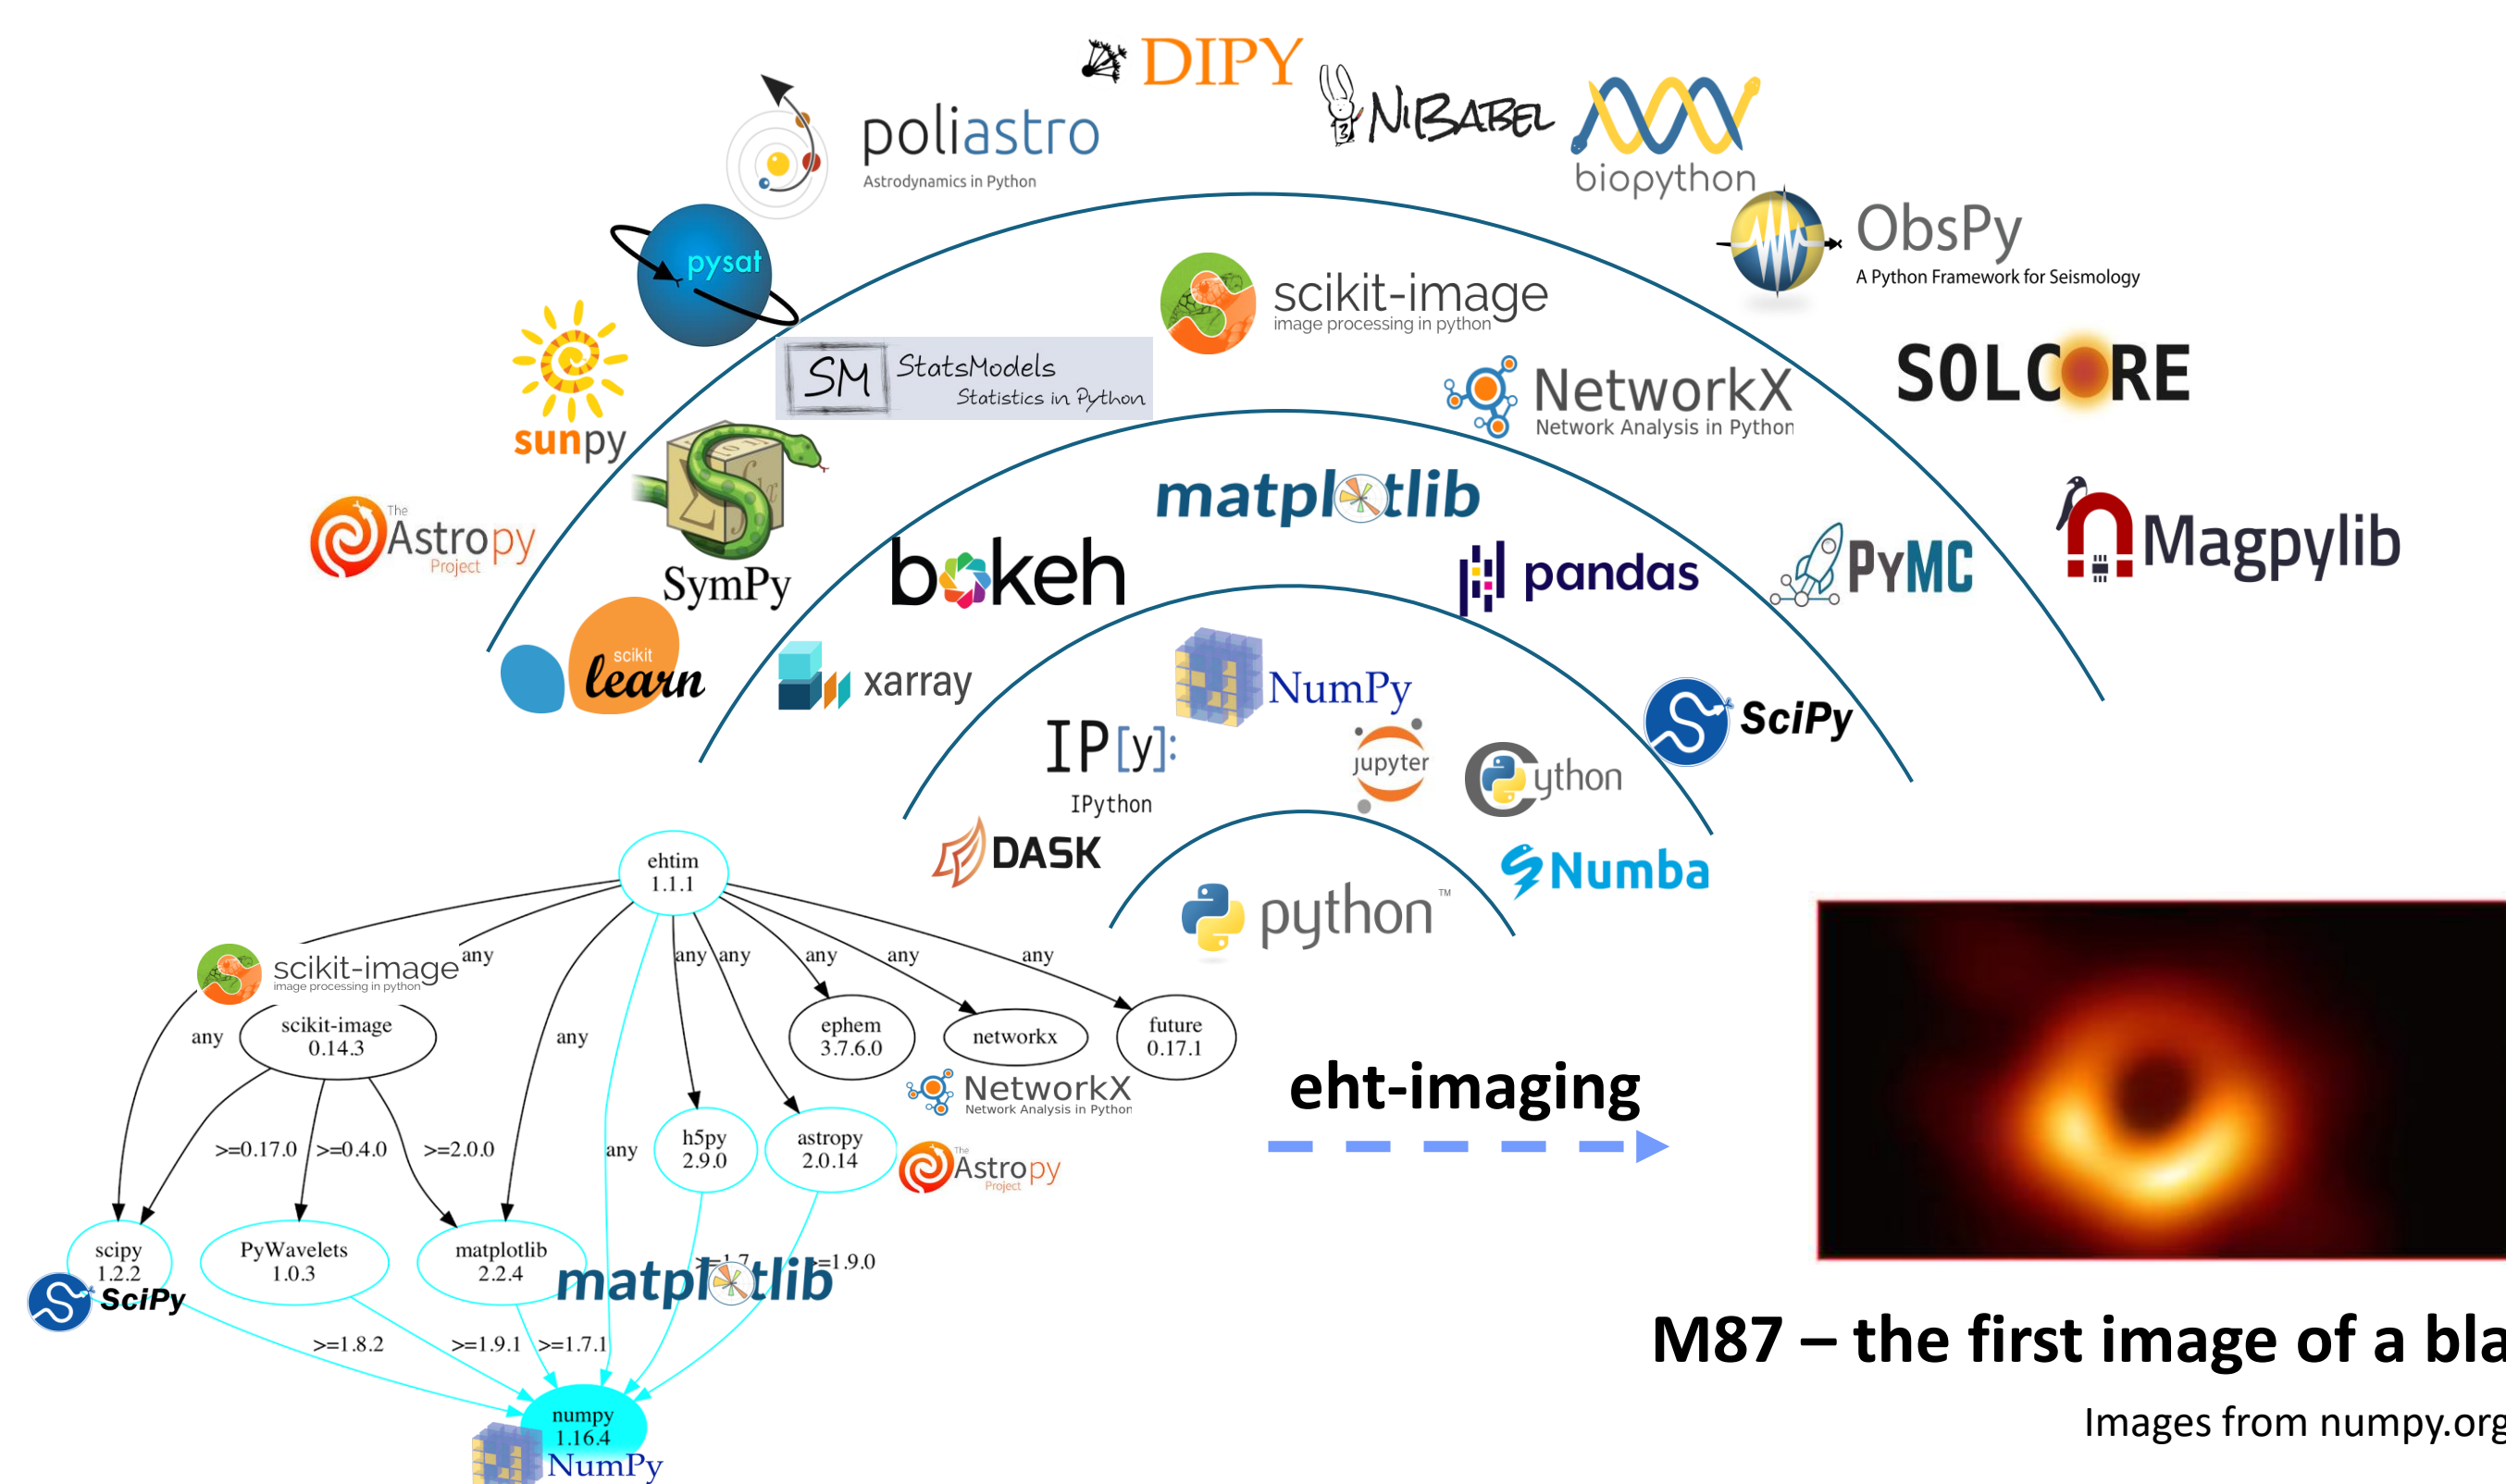 DIPY
NIBABEL
poliastro
Astrodynamics in Python
biopython
ObsPy
A Python Framework for Seismology
pysat
scikit-image
image processing in python
SM StatsModels
Statistics in Python
NetworkX
Network Analysis in Python
SOLCORE
sunpy
matplotlib
The
Astropy
Project
SymPy
bokeh
pandas
PyMC
Magpylib
scikit
learn
xarray
NumPy
SciPy
IP[y]:
IPython
jupyter
Cython
DASK
Numba
python™
ehtim
1.1.1
scikit-image
image processing in python
any
any
any
any
any
any
scikit-image
0.14.3
any
any
ephem
3.7.6.0
networkx
future
0.17.1
NetworkX
Network Analysis in Python
eht-imaging
>=0.17.0
>=0.4.0
>=2.0.0
any
h5py
2.9.0
astropy
2.0.14
The
Astropy
Project
scipy
1.2.2
SciPy
PyWavelets
1.0.3
matplotlib
2.2.4
matplotlib
>=1.9.0
>=1.8.2
>=1.9.1
>=1.7.1
numpy
1.16.4
NumPy
M87 – the first image of a bla
Images from numpy.org